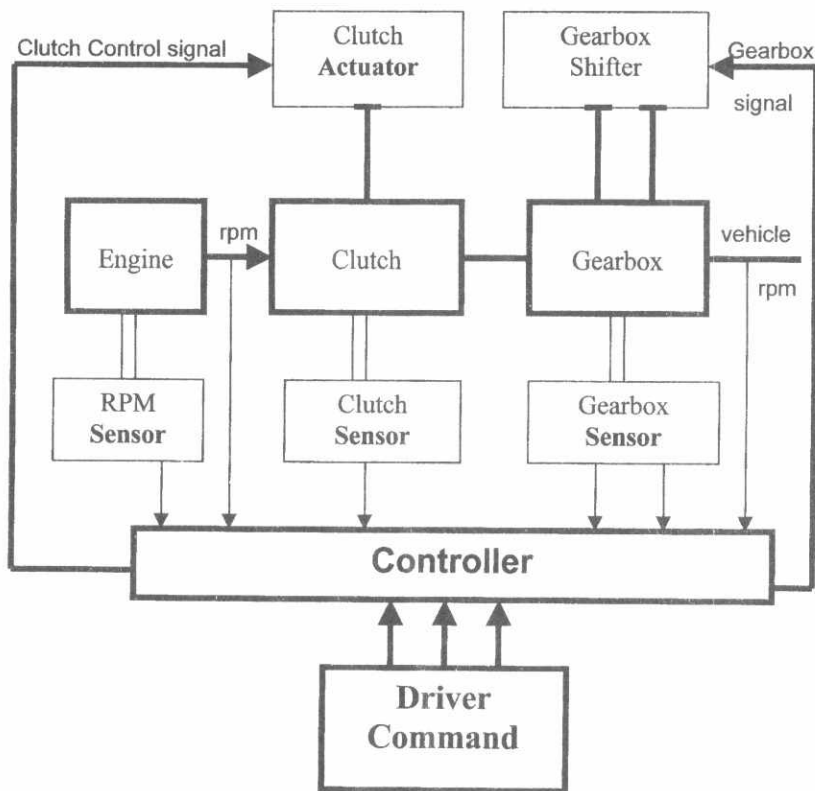 Clutch Control signal
Clutch
Actuator
Gearbox
Shifter
Gearbox
signal
Engine
rpm
Clutch
Gearbox
vehicle
rpm
RPM
Sensor
Clutch
Sensor
Gearbox
Sensor
Controller
Driver
Command